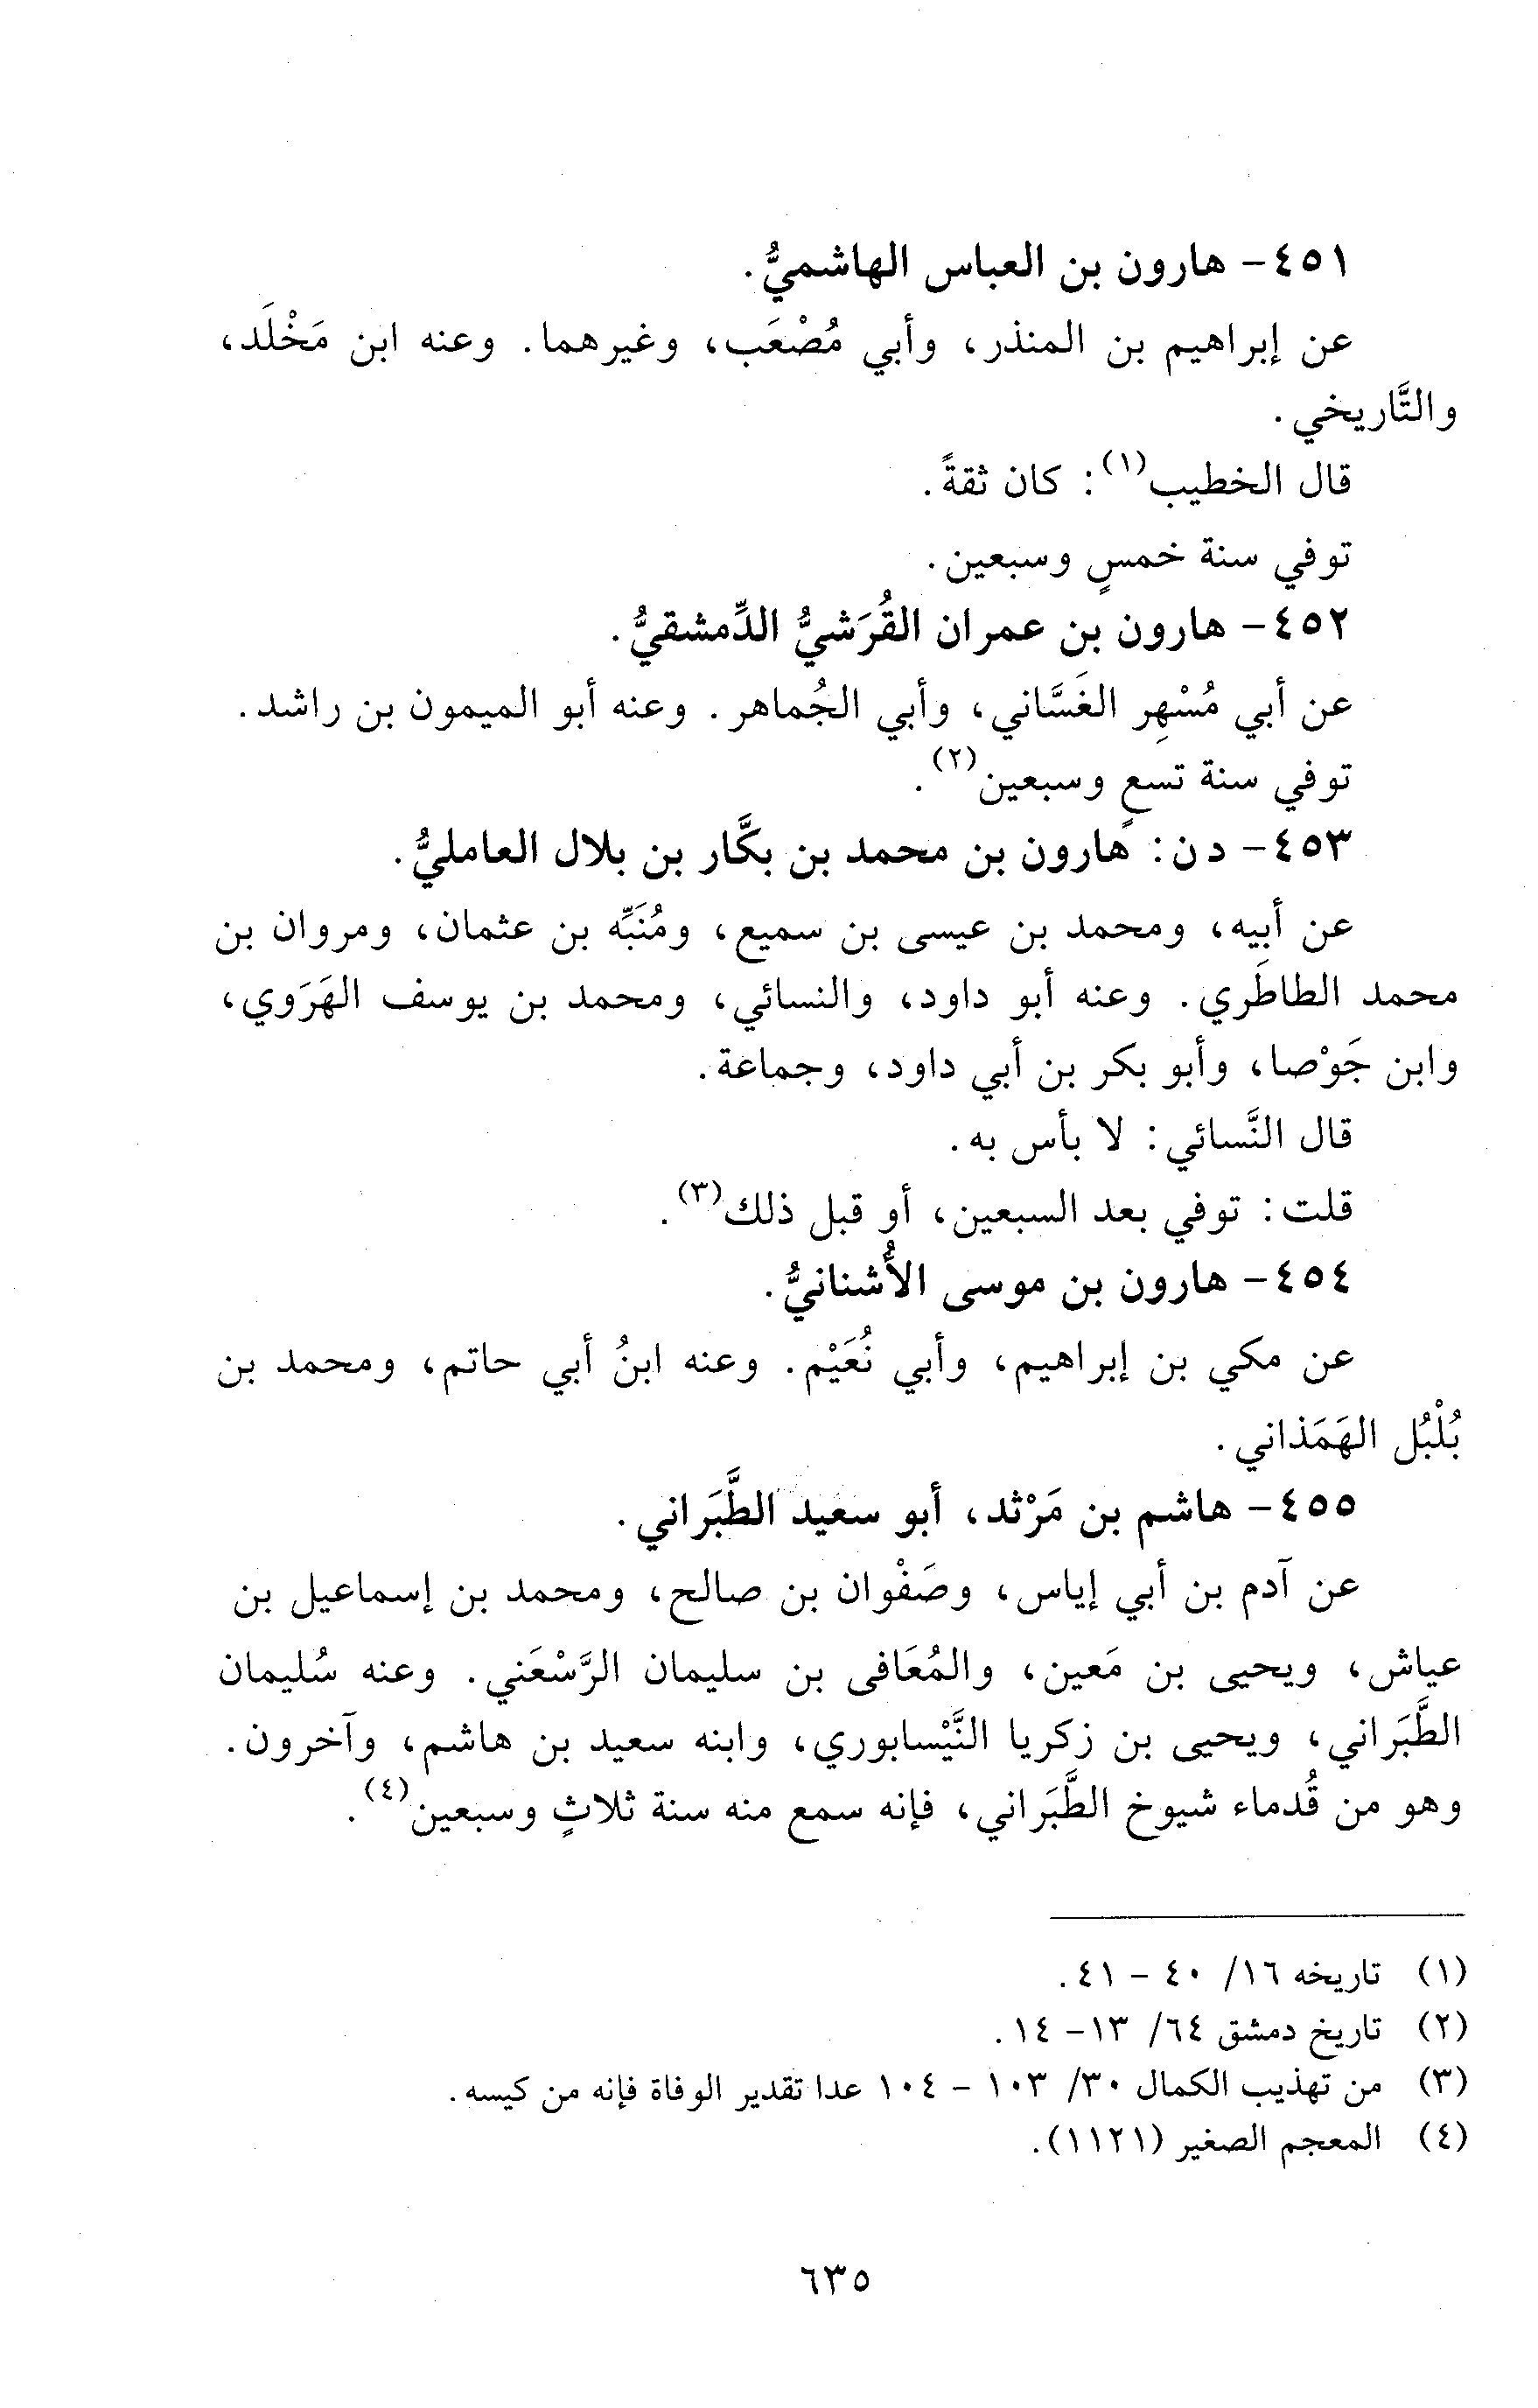 ٤٥١- هارون بن العباس الهاشميُّ.
عن إبراهيم بن المنذر، وأبي مُصْعَب، وغيرهما. وعنه ابن مَخْلَد،
والتَّاريخي.
قال الخطيب(١): كان ثقةً.
توفي سنة خمسٍ وسبعين.
٤٥٢- هارون بن عمران القُرَشيُّ الدِّمشقيُّ.
عن أبي مُسْهِر الغَسَّاني، وأبي الجُماهر. وعنه أبو الميمون بن راشد.
توفي سنة تسعٍ وسبعين(٢).
٤٥٣- د ن: هارون بن محمد بن بكَّار بن بلال العامليُّ.
عن أبيه، ومحمد بن عيسى بن سميع، ومُنَبِّه بن عثمان، ومروان بن
محمد الطاطَري. وعنه أبو داود، والنسائي، ومحمد بن يوسف الهَرَوي،
وابن جَوْصا، وأبو بكر بن أبي داود، وجماعة.
قال النَّسائي: لا بأس به.
قلت: توفي بعد السبعين، أو قبل ذلك(٣).
٤٥٤- هارون بن موسى الأُشنانيُّ.
عن مكي بن إبراهيم، وأبي نُعَيْم. وعنه ابنُ أبي حاتم، ومحمد بن
بُلْبُل الهَمَذاني.
٤٥٥- هاشم بن مَرْثد، أبو سعيد الطَّبَراني.
عن آدم بن أبي إياس، وصَفْوان بن صالح، ومحمد بن إسماعيل بن
عياش، ويحيى بن مَعين، والمُعَافى بن سليمان الرَّسْعَني. وعنه سُليمان
الطَّبَراني، ويحيى بن زكريا النَّيْسابوري، وابنه سعيد بن هاشم، وآخرون.
وهو من قُدماء شيوخ الطَّبَراني، فإنه سمع منه سنة ثلاثٍ وسبعين(٤).
(١) تاريخه ١٦/ ٤٠ - ٤١.
(٢) تاريخ دمشق ٦٤/ ١٣- ١٤.
(٣) من تهذيب الكمال ٣٠/ ١٠٣ - ١٠٤ عدا تقدير الوفاة فإنه من كيسه.
(٤) المعجم الصغير (١١٢١).
٦٣٥